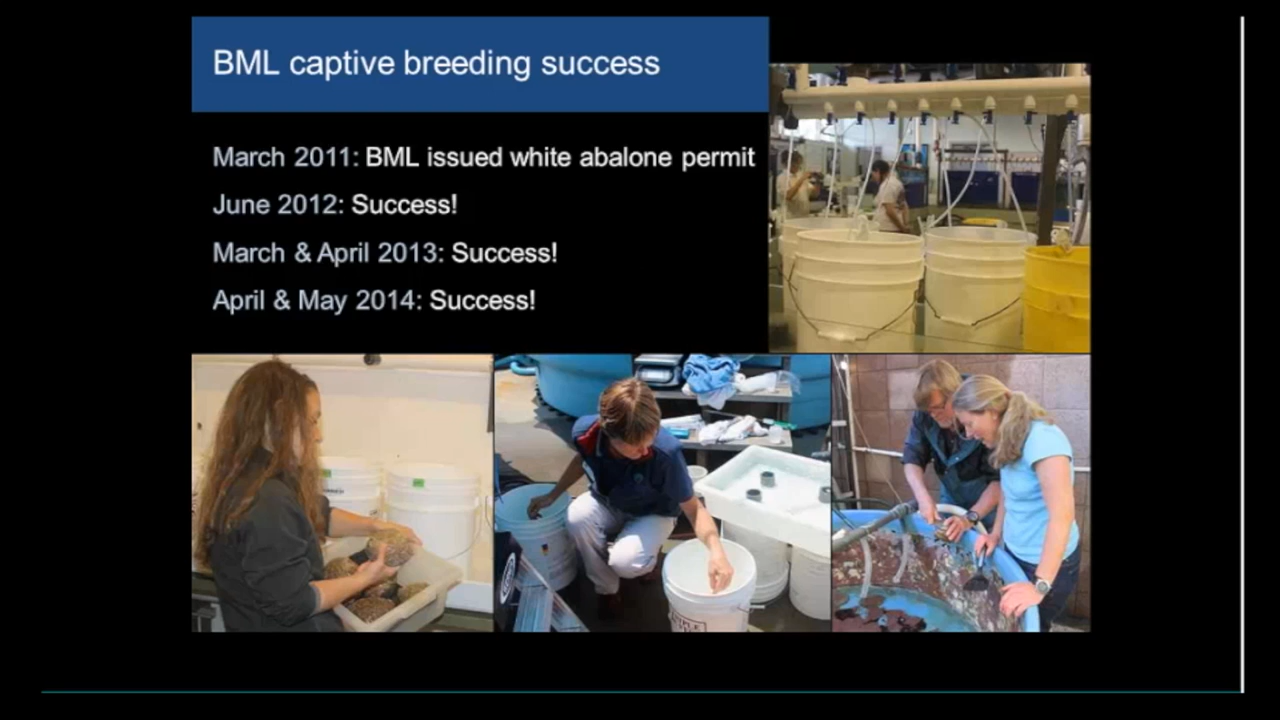 BML captive breeding success
March 2011: BML issued white abalone permit
June 2012: Success!
March & April 2013: Success!
April & May 2014: Success!